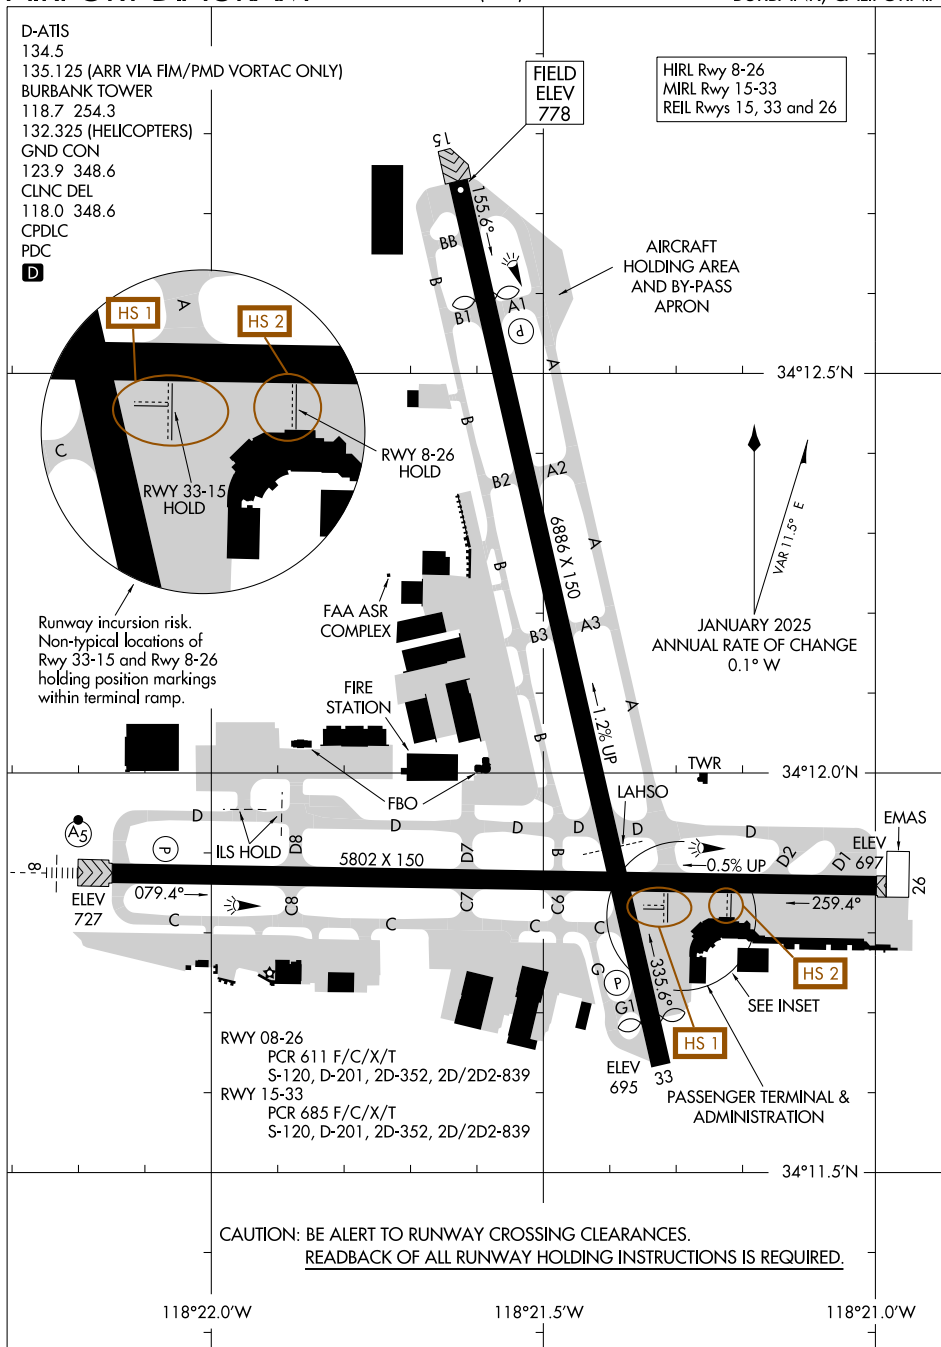 D-ATIS
134.5
135.125 (ARR VIA FIM/PMD VORTAC ONLY)
BURBANK TOWER
118.7 254.3
132.325 (HELICOPTERS)
GND CON
123.9 348.6
CLNC DEL
118.0 348.6
CPDLC
PDC
D
FIELD
ELEV
778
HIRL Rwy 8-26
MIRL Rwy 15-33
REIL Rwys 15, 33 and 26
15
155.6°
BB
B
B1
A1
P
A
AIRCRAFT
HOLDING AREA
AND BY-PASS
APRON
HS 1
HS 2
A
C
RWY 33-15
HOLD
RWY 8-26
HOLD
Runway incursion risk.
Non-typical locations of
Rwy 33-15 and Rwy 8-26
holding position markings
within terminal ramp.
34°12.5'N
B
B2
A2
6886 X 150
A
B
B3
A3
A
B
1.2% UP
VAR 11.5° E
JANUARY 2025
ANNUAL RATE OF CHANGE
0.1° W
FAA ASR
COMPLEX
FIRE
STATION
FBO
TWR
34°12.0'N
LAHSO
EMAS
ELEV
697
A5
P
D
ILS HOLD
D8
D
D7
D
B
D
D
D
D2
D1
5802 X 150
0.5% UP
8
26
ELEV
727
079.4°
259.4°
C
C8
C7
C6
C
C
G
P
G1
335.6°
HS 2
SEE INSET
HS 1
ELEV
695
33
PASSENGER TERMINAL &
ADMINISTRATION
RWY 08-26
PCR 611 F/C/X/T
S-120, D-201, 2D-352, 2D/2D2-839
RWY 15-33
PCR 685 F/C/X/T
S-120, D-201, 2D-352, 2D/2D2-839
34°11.5'N
CAUTION: BE ALERT TO RUNWAY CROSSING CLEARANCES.
READBACK OF ALL RUNWAY HOLDING INSTRUCTIONS IS REQUIRED.
118°22.0'W
118°21.5'W
118°21.0'W